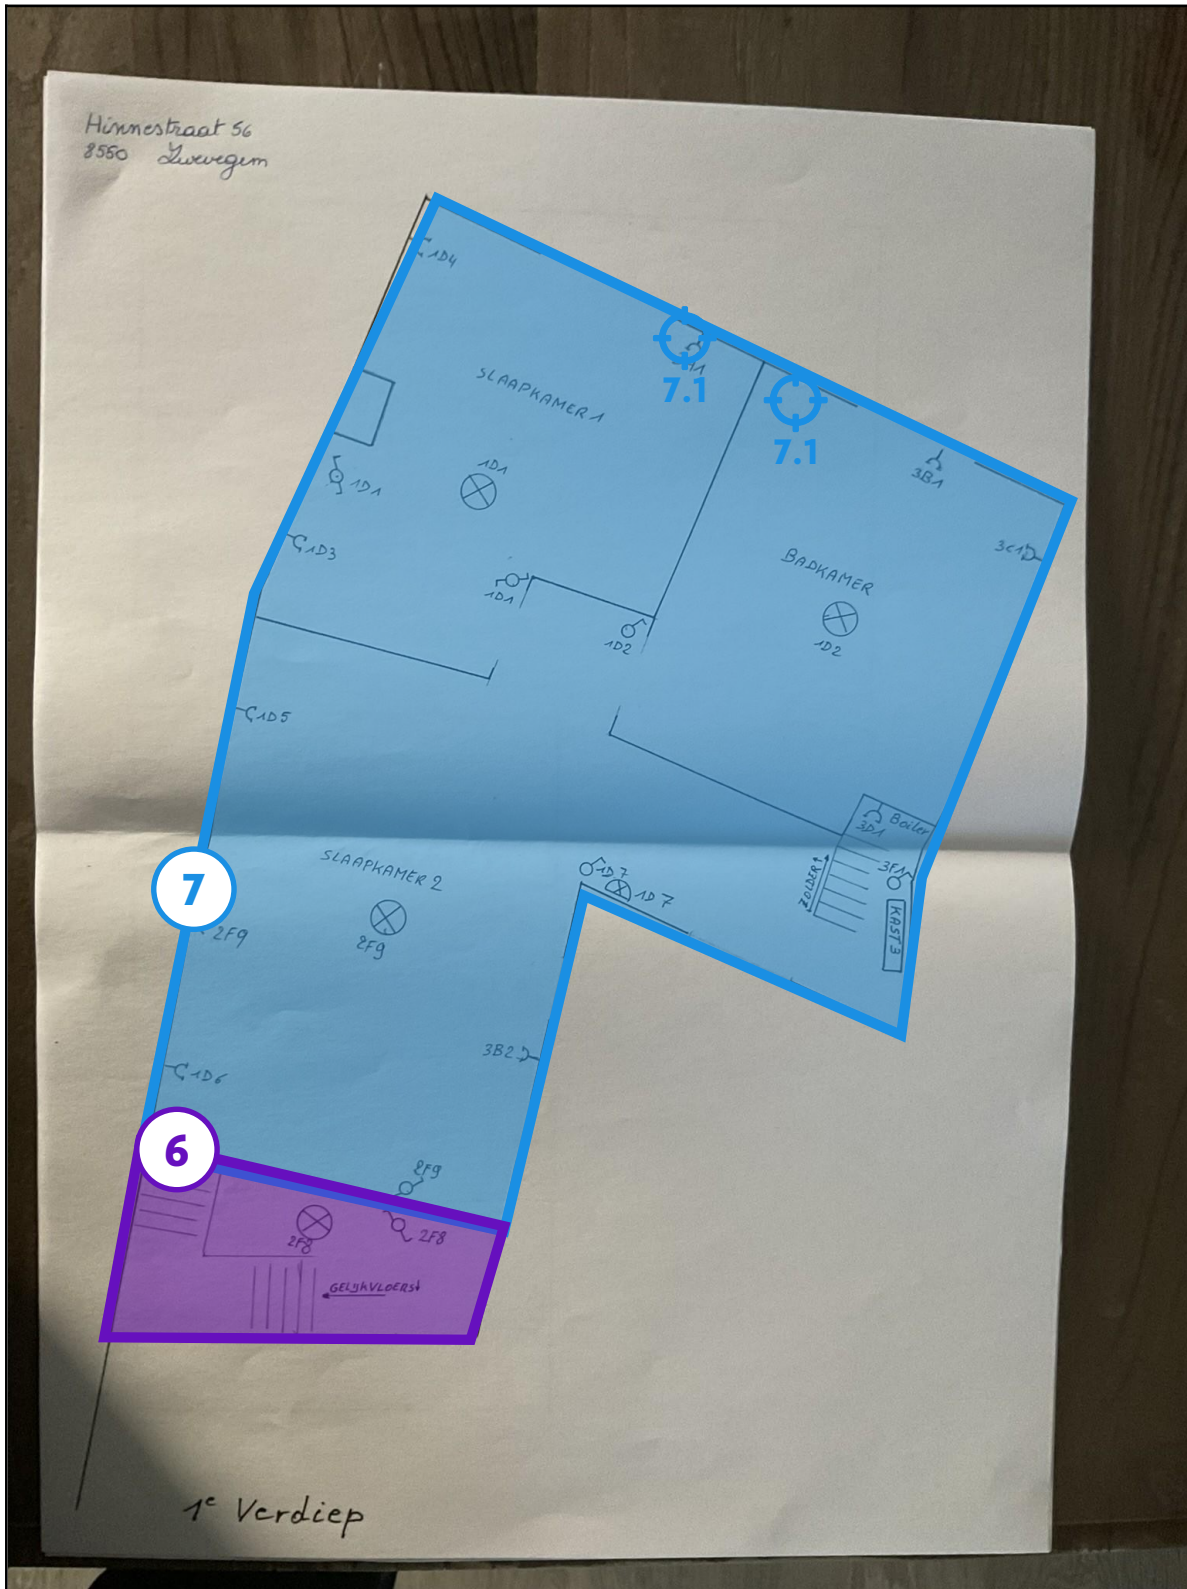 Hinnestraat 56
8550 Zwevegem
1D4
7.1
SLAAPKAMER 1
7.1
3B1
1D1
1D1
1D3
3C1
BADKAMER
1D1
1D2
1D2
1D5
3D1
Boiler
SLAAPKAMER 2
ZOLDER↑
3F1
1D7
1D7
7
KAST 3
2F9
2F9
3B2
1D6
6
2F9
2F8
2F8
GELIJKVLOERS↓
1e Verdiep